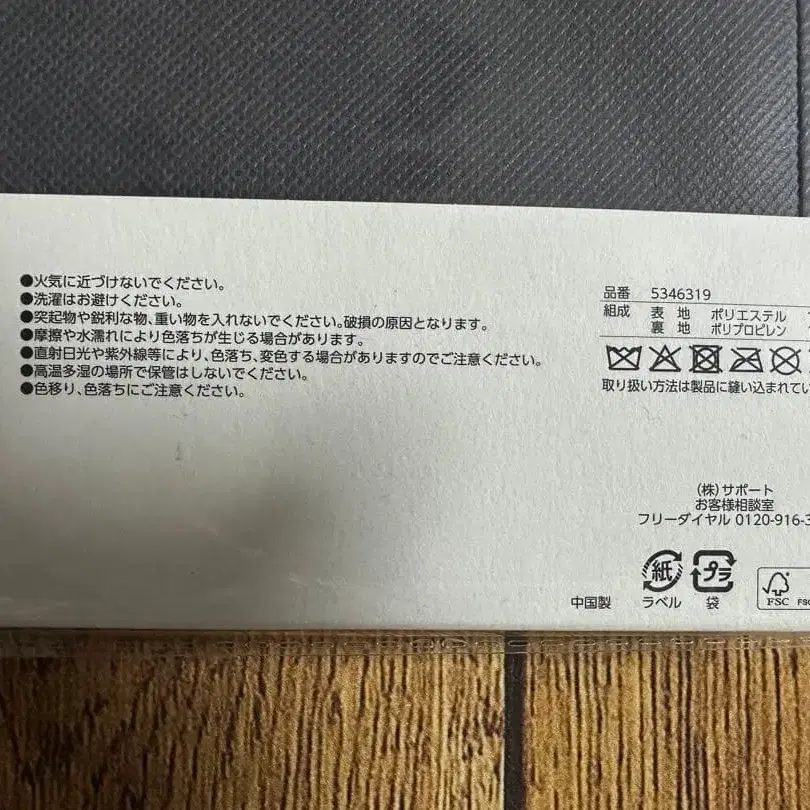 ●火気に近づけないでください。
●洗濯はお避けください。
●突起物や鋭利な物、重い物を入れないでください。破損の原因となります。
●摩擦や水濡れにより色落ちが生じる場合があります。
●直射日光や紫外線等により、色落ち、変色する場合がありますのでご注意ください。
●高温多湿の場所で保管はしないでください。
●色移り、色落ちにご注意ください。
品番 5346319
組成 表地 ポリエステル
裏地 ポリプロピレン
取り扱い方法は製品に縫い込まれてい
(株)サポート
お客様相談室
フリーダイヤル 0120-916-3
中国製
紙 プラ
ラベル 袋
FSC